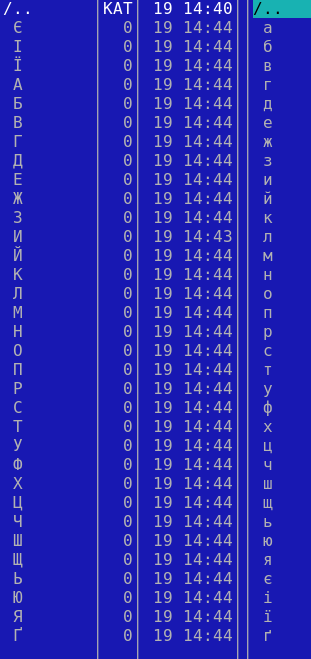 /.. КАТ 19 14:40 /..
Є 0 19 14:44 а
І 0 19 14:44 б
Ї 0 19 14:44 в
А 0 19 14:44 г
Б 0 19 14:44 д
В 0 19 14:44 е
Г 0 19 14:44 ж
Д 0 19 14:44 з
Е 0 19 14:44 и
Ж 0 19 14:44 й
З 0 19 14:44 к
И 0 19 14:43 л
Й 0 19 14:44 м
К 0 19 14:44 н
Л 0 19 14:44 о
М 0 19 14:44 п
Н 0 19 14:44 р
О 0 19 14:44 с
П 0 19 14:44 т
Р 0 19 14:44 у
С 0 19 14:44 ф
Т 0 19 14:44 х
У 0 19 14:44 ц
Ф 0 19 14:44 ч
Х 0 19 14:44 ш
Ц 0 19 14:44 щ
Ч 0 19 14:44 ь
Ш 0 19 14:44 ю
Щ 0 19 14:44 я
Ь 0 19 14:44 є
Ю 0 19 14:44 і
Я 0 19 14:44 ї
Ґ 0 19 14:44 ґ